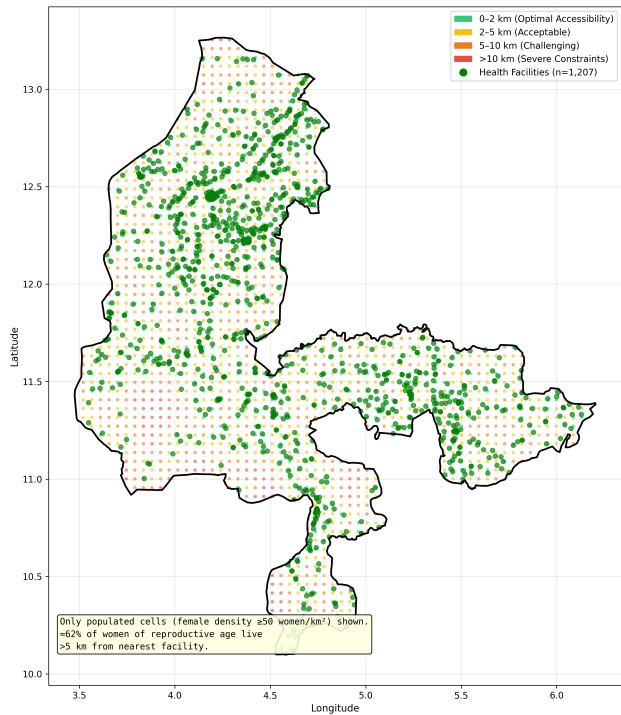 0–2 km (Optimal Accessibility)
2–5 km (Acceptable)
5–10 km (Challenging)
>10 km (Severe Constraints)
Health Facilities (n=1,207)
13.0
12.5
12.0
11.5
11.0
10.5
10.0
Latitude
Only populated cells (female density ≥50 women/km²) shown.
≈62% of women of reproductive age live
>5 km from nearest facility.
3.5 4.0 4.5 5.0 5.5 6.0
Longitude